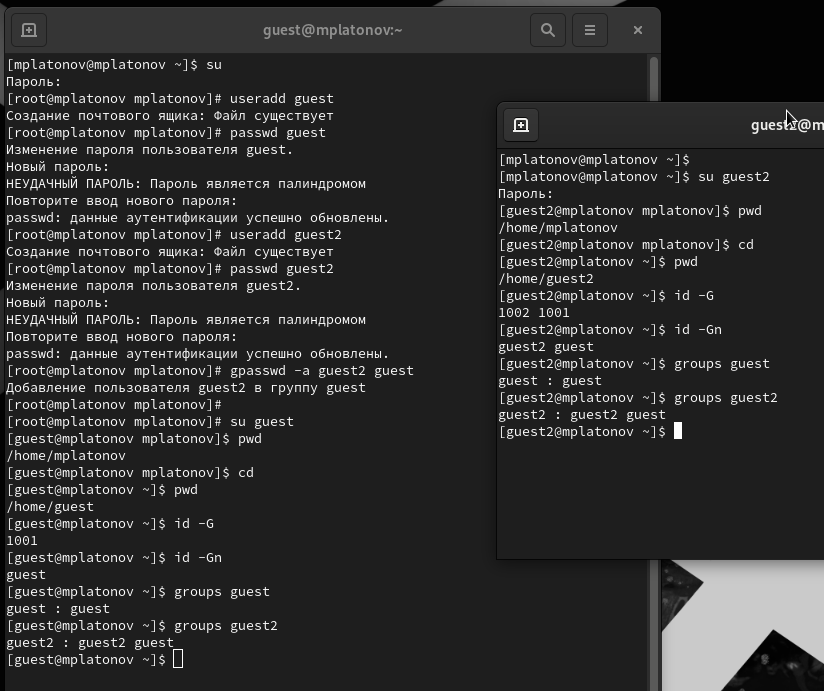 guest@mplatonov:~
[mplatonov@mplatonov ~]$ su
Пароль:
[root@mplatonov mplatonov]# useradd guest
Создание почтового ящика: Файл существует
[root@mplatonov mplatonov]# passwd guest
Изменение пароля пользователя guest.
Новый пароль:
НЕУДАЧНЫЙ ПАРОЛЬ: Пароль является палиндромом
Повторите ввод нового пароля:
passwd: данные аутентификации успешно обновлены.
[root@mplatonov mplatonov]# useradd guest2
Создание почтового ящика: Файл существует
[root@mplatonov mplatonov]# passwd guest2
Изменение пароля пользователя guest2.
Новый пароль:
НЕУДАЧНЫЙ ПАРОЛЬ: Пароль является палиндромом
Повторите ввод нового пароля:
passwd: данные аутентификации успешно обновлены.
[root@mplatonov mplatonov]# gpasswd -a guest2 guest
Добавление пользователя guest2 в группу guest
[root@mplatonov mplatonov]#
[root@mplatonov mplatonov]# su guest
[guest@mplatonov mplatonov]$ pwd
/home/mplatonov
[guest@mplatonov mplatonov]$ cd
[guest@mplatonov ~]$ pwd
/home/guest
[guest@mplatonov ~]$ id -G
1001
[guest@mplatonov ~]$ id -Gn
guest
[guest@mplatonov ~]$ groups guest
guest : guest
[guest@mplatonov ~]$ groups guest2
guest2 : guest2 guest
[guest@mplatonov ~]$
guest2@m
[mplatonov@mplatonov ~]$
[mplatonov@mplatonov ~]$ su guest2
Пароль:
[guest2@mplatonov mplatonov]$ pwd
/home/mplatonov
[guest2@mplatonov mplatonov]$ cd
[guest2@mplatonov ~]$ pwd
/home/guest2
[guest2@mplatonov ~]$ id -G
1002 1001
[guest2@mplatonov ~]$ id -Gn
guest2 guest
[guest2@mplatonov ~]$ groups guest
guest : guest
[guest2@mplatonov ~]$ groups guest2
guest2 : guest2 guest
[guest2@mplatonov ~]$